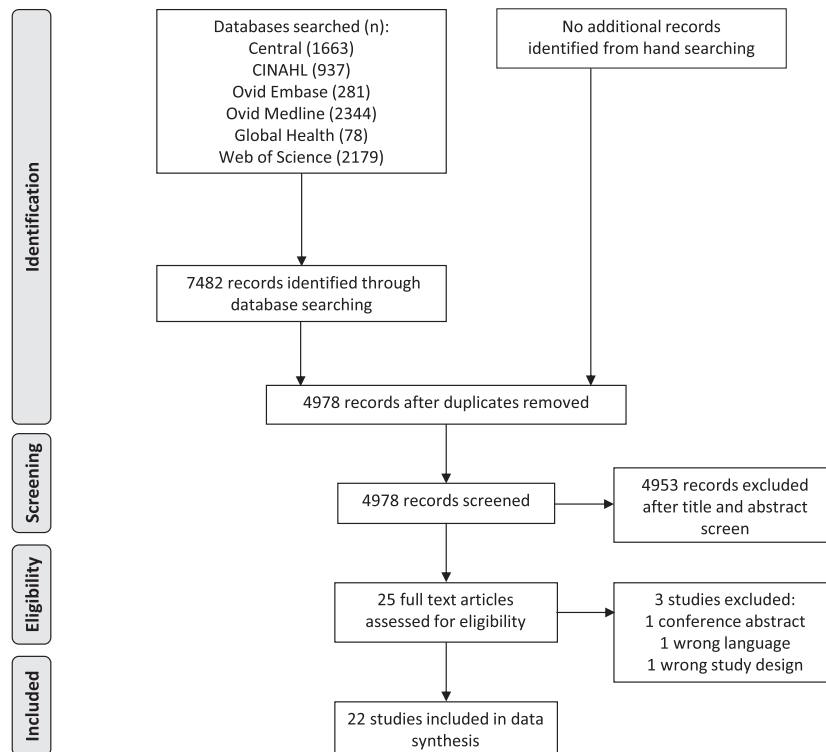 Databases searched (n):
Central (1663)
CINAHL (937)
Ovid Embase (281)
Ovid Medline (2344)
Global Health (78)
Web of Science (2179)
No additional records
identified from hand searching
Identification
7482 records identified through
database searching
4978 records after duplicates removed
Screening
4978 records screened
4953 records excluded
after title and abstract
screen
Eligibility
25 full text articles
assessed for eligibility
3 studies excluded:
1 conference abstract
1 wrong language
1 wrong study design
Included
22 studies included in data
synthesis